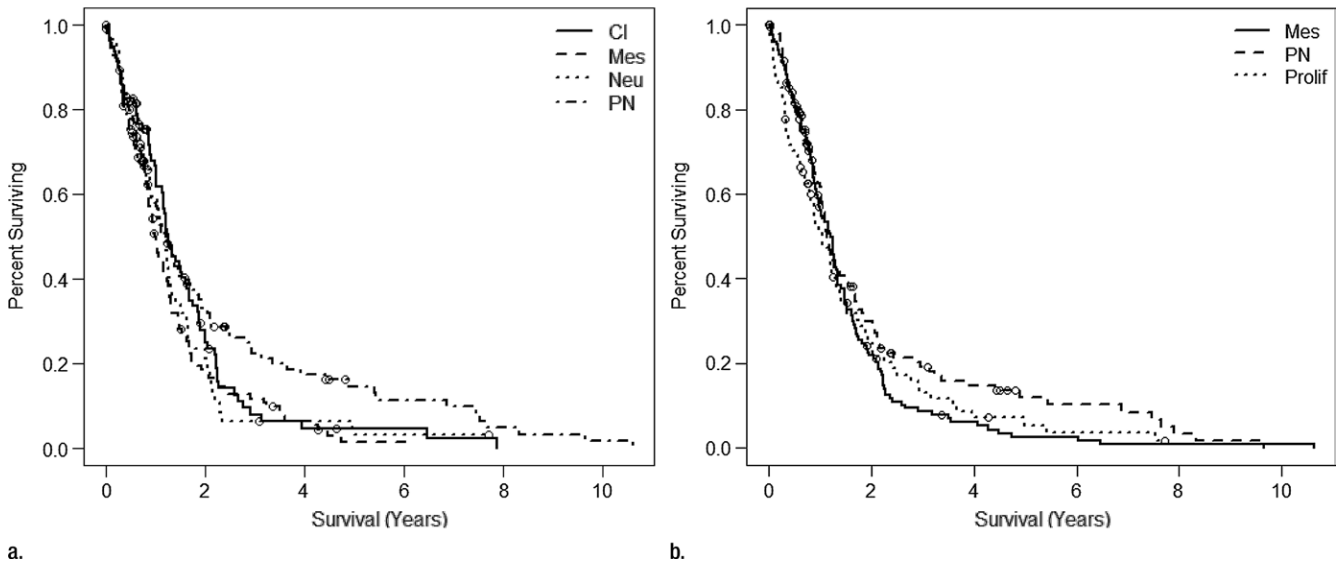 1.0
0.8
0.6
0.4
0.2
0.0
Percent Surviving
0
2
4
6
8
10
Survival (Years)
Cl
Mes
Neu
PN
a.
1.0
0.8
0.6
0.4
0.2
0.0
Percent Surviving
0
2
4
6
8
10
Survival (Years)
Mes
PN
Prolif
b.